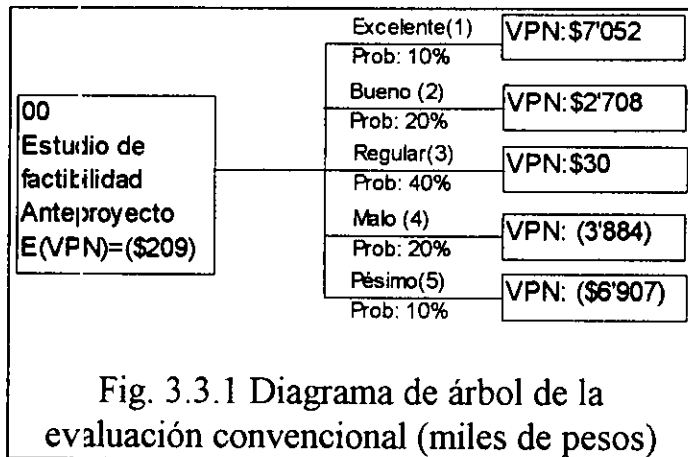 00
Estudio de
factibilidad
Anteproyecto
E(VPN)=($209)
Excelente(1)
Prob: 10%
VPN:$7'052
Bueno (2)
Prob: 20%
VPN:$2'708
Regular(3)
Prob: 40%
VPN:$30
Malo (4)
Prob: 20%
VPN: (3'884)
Pésimo(5)
Prob: 10%
VPN: ($6'907)
Fig. 3.3.1 Diagrama de árbol de la
evaluación convencional (miles de pesos)